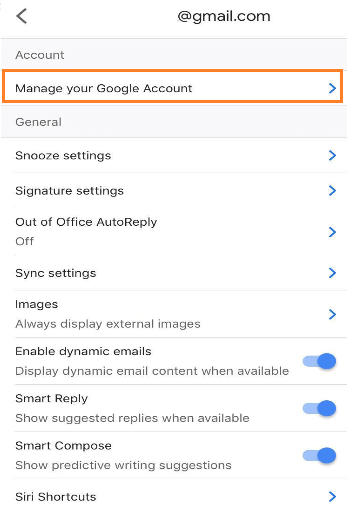 @gmail.com
Account
Manage your Google Account
General
Snooze settings
Signature settings
Out of Office AutoReply
Off
Sync settings
Images
Always display external images
Enable dynamic emails
Display dynamic email content when available
Smart Reply
Show suggested replies when available
Smart Compose
Show predictive writing suggestions
Siri Shortcuts